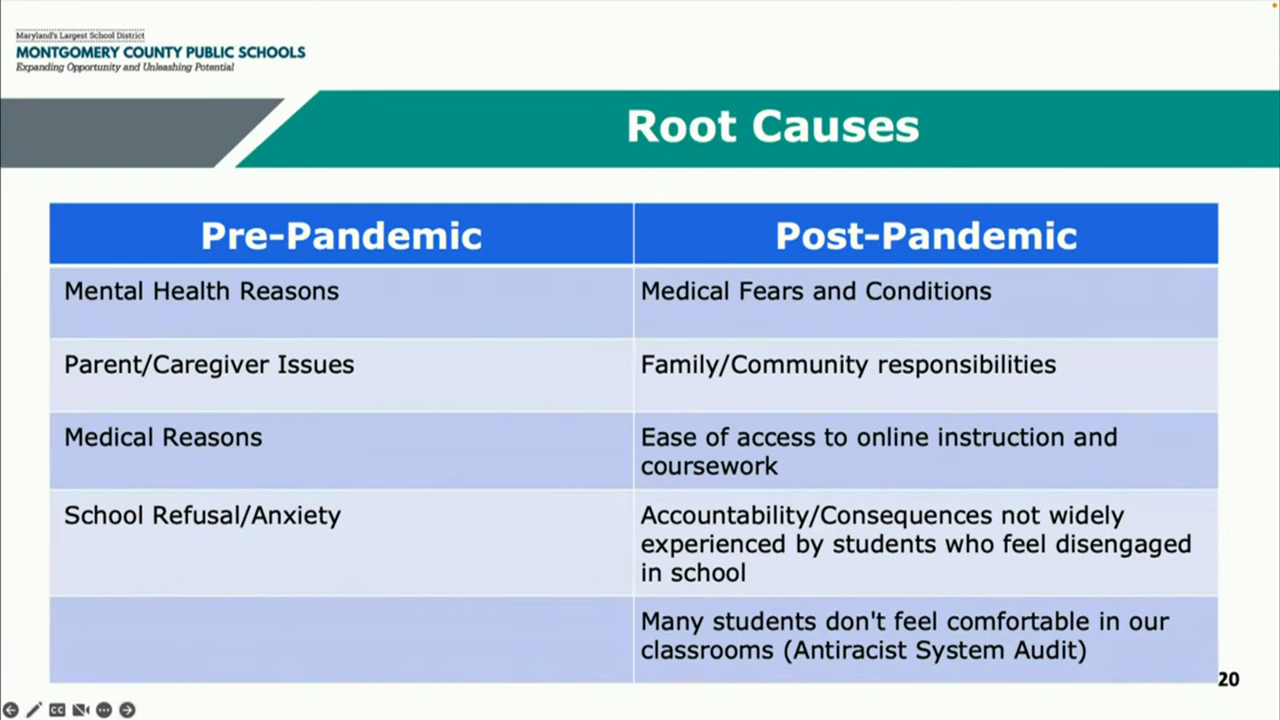 Maryland's Largest School District
MONTGOMERY COUNTY PUBLIC SCHOOLS
Expanding Opportunity and Unleashing Potential
Root Causes
Pre-Pandemic
Post-Pandemic
Mental Health Reasons
Medical Fears and Conditions
Parent/Caregiver Issues
Family/Community responsibilities
Medical Reasons
Ease of access to online instruction and
coursework
School Refusal/Anxiety
Accountability/Consequences not widely
experienced by students who feel disengaged
in school
Many students don't feel comfortable in our
classrooms (Antiracist System Audit)
20
CC